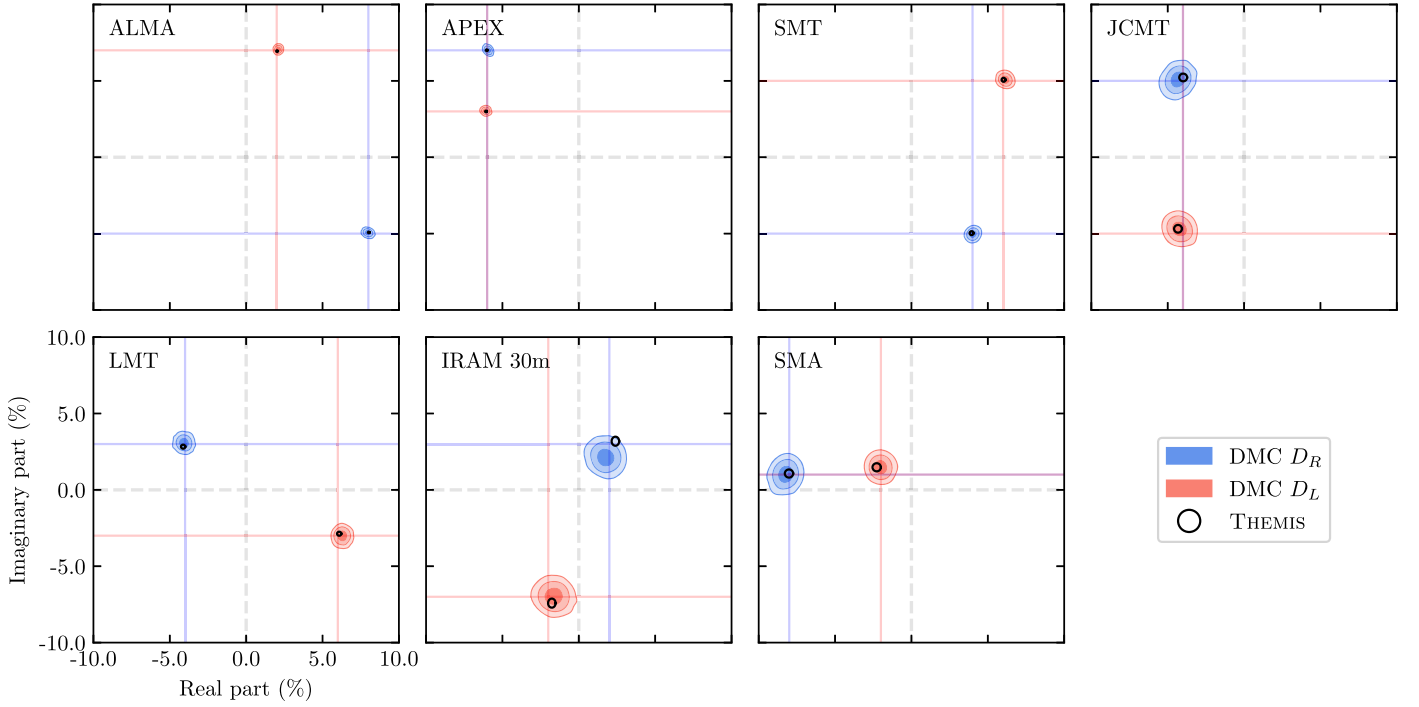 ALMA
APEX
SMT
JCMT
LMT
IRAM 30m
SMA
10.0
5.0
0.0
-5.0
-10.0
Imaginary part (%)
-10.0 -5.0 0.0 5.0 10.0
Real part (%)
DMC D_R
DMC D_L
THEMIS